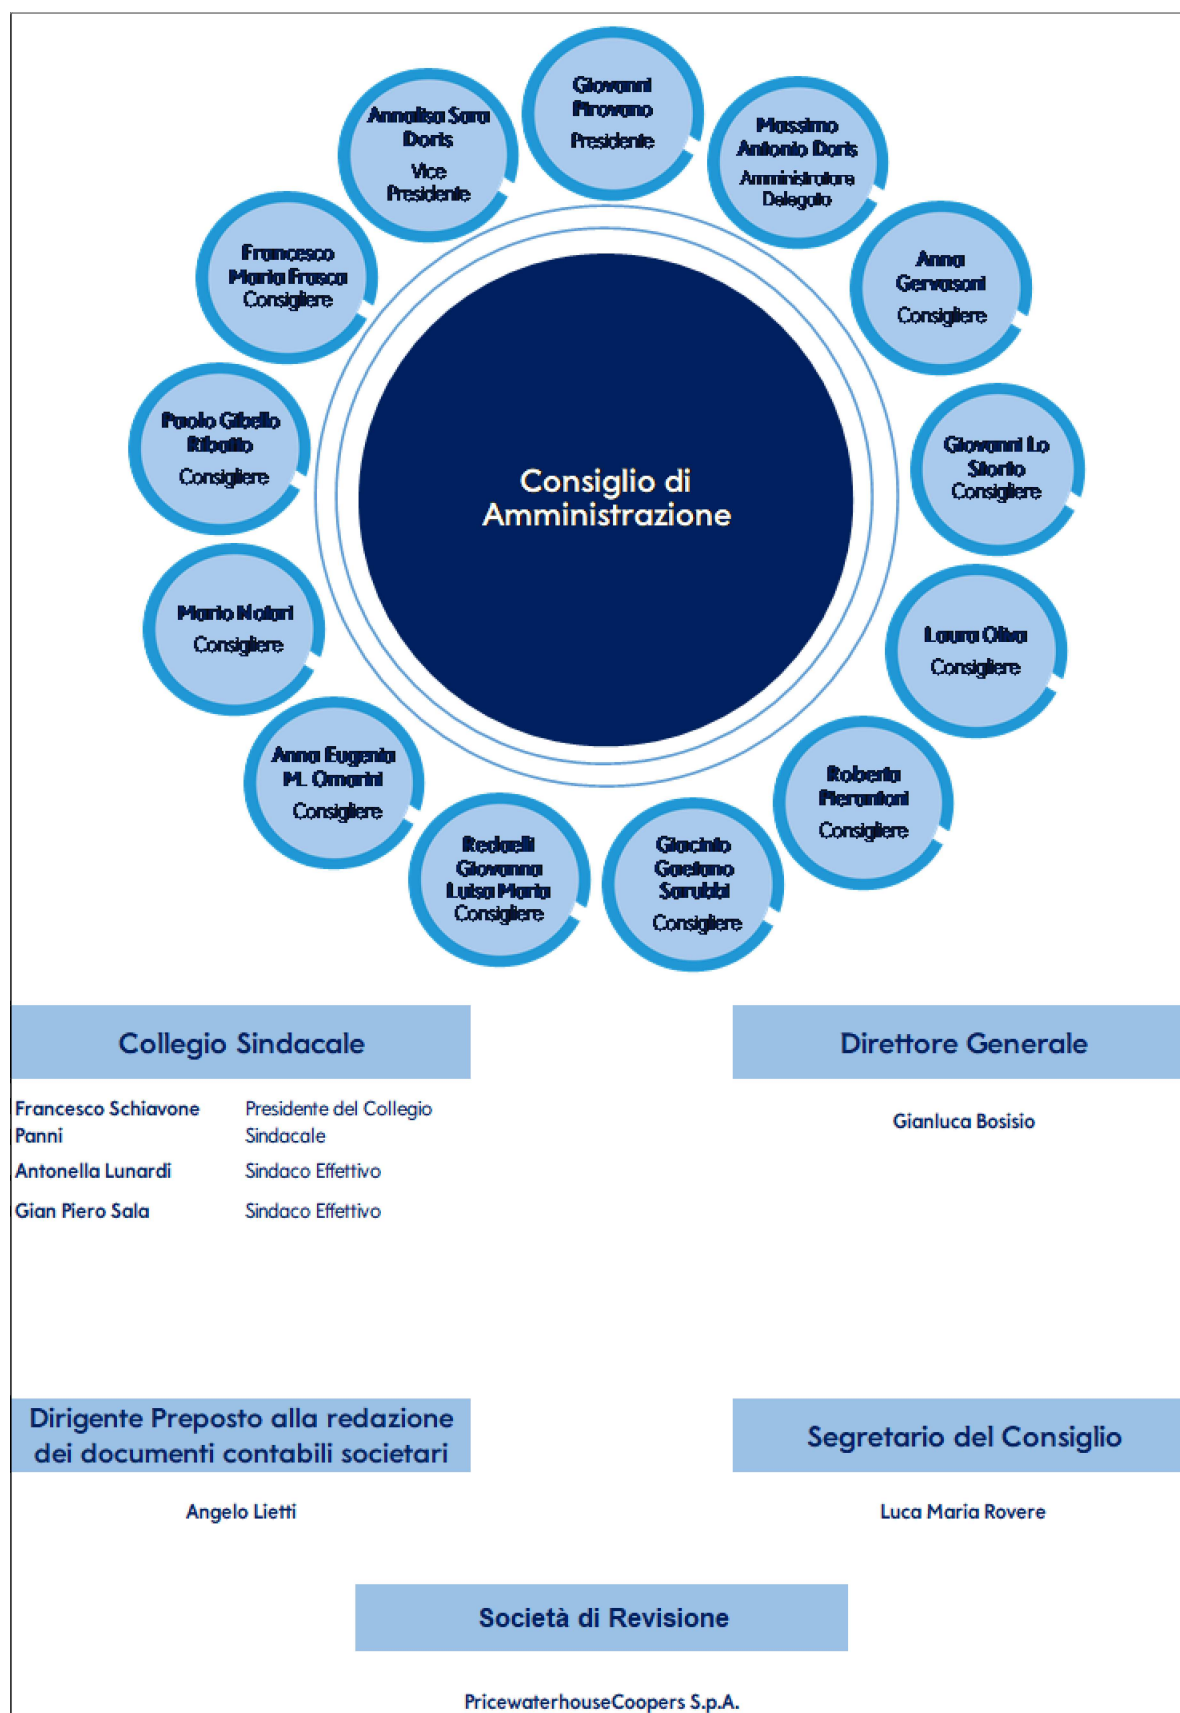 Giovanni
Pirovano
Presidente
Massimo
Antonio Doris
Amministratore
Delegato
Anna
Gervasoni
Consigliere
Giovanni Lo
Storto
Consigliere
Laura Oliva
Consigliere
Roberta
Pierantoni
Consigliere
Giacinto
Gaetano
Sarubbi
Consigliere
Redaelli
Giovanna
Luisa Maria
Consigliere
Anna Eugenia
M. Omarini
Consigliere
Mario Notari
Consigliere
Paolo Gibello
Ribatto
Consigliere
Francesco
Maria Frasca
Consigliere
Annalisa Sara
Doris
Vice
Presidente
Consiglio di
Amministrazione
Collegio Sindacale
Francesco Schiavone Presidente del Collegio
Panni Sindacale
Antonella Lunardi Sindaco Effettivo
Gian Piero Sala Sindaco Effettivo
Direttore Generale
Gianluca Bosisio
Dirigente Preposto alla redazione
dei documenti contabili societari
Angelo Lietti
Segretario del Consiglio
Luca Maria Rovere
Società di Revisione
PricewaterhouseCoopers S.p.A.